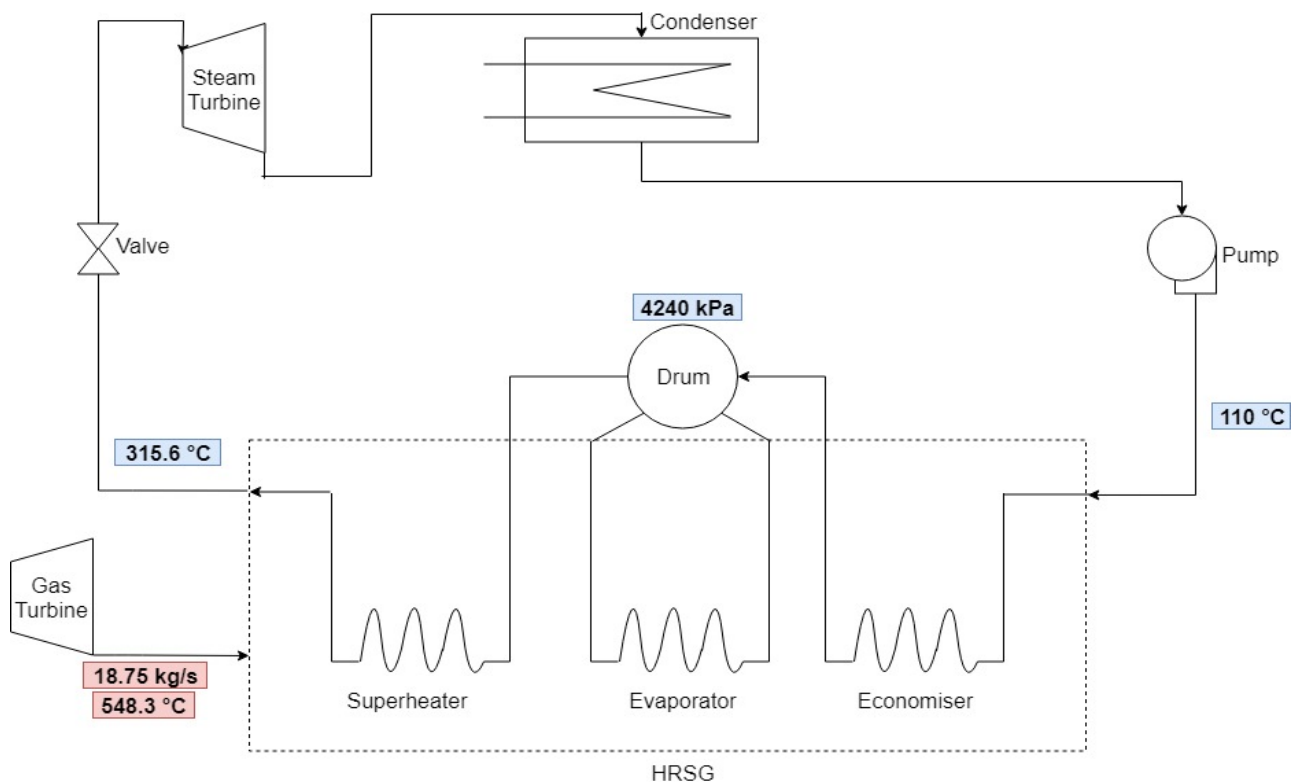 Condenser
Steam
Turbine
Valve
Pump
4240 kPa
Drum
110 °C
315.6 °C
Gas
Turbine
18.75 kg/s
548.3 °C
Superheater
Evaporator
Economiser
HRSG